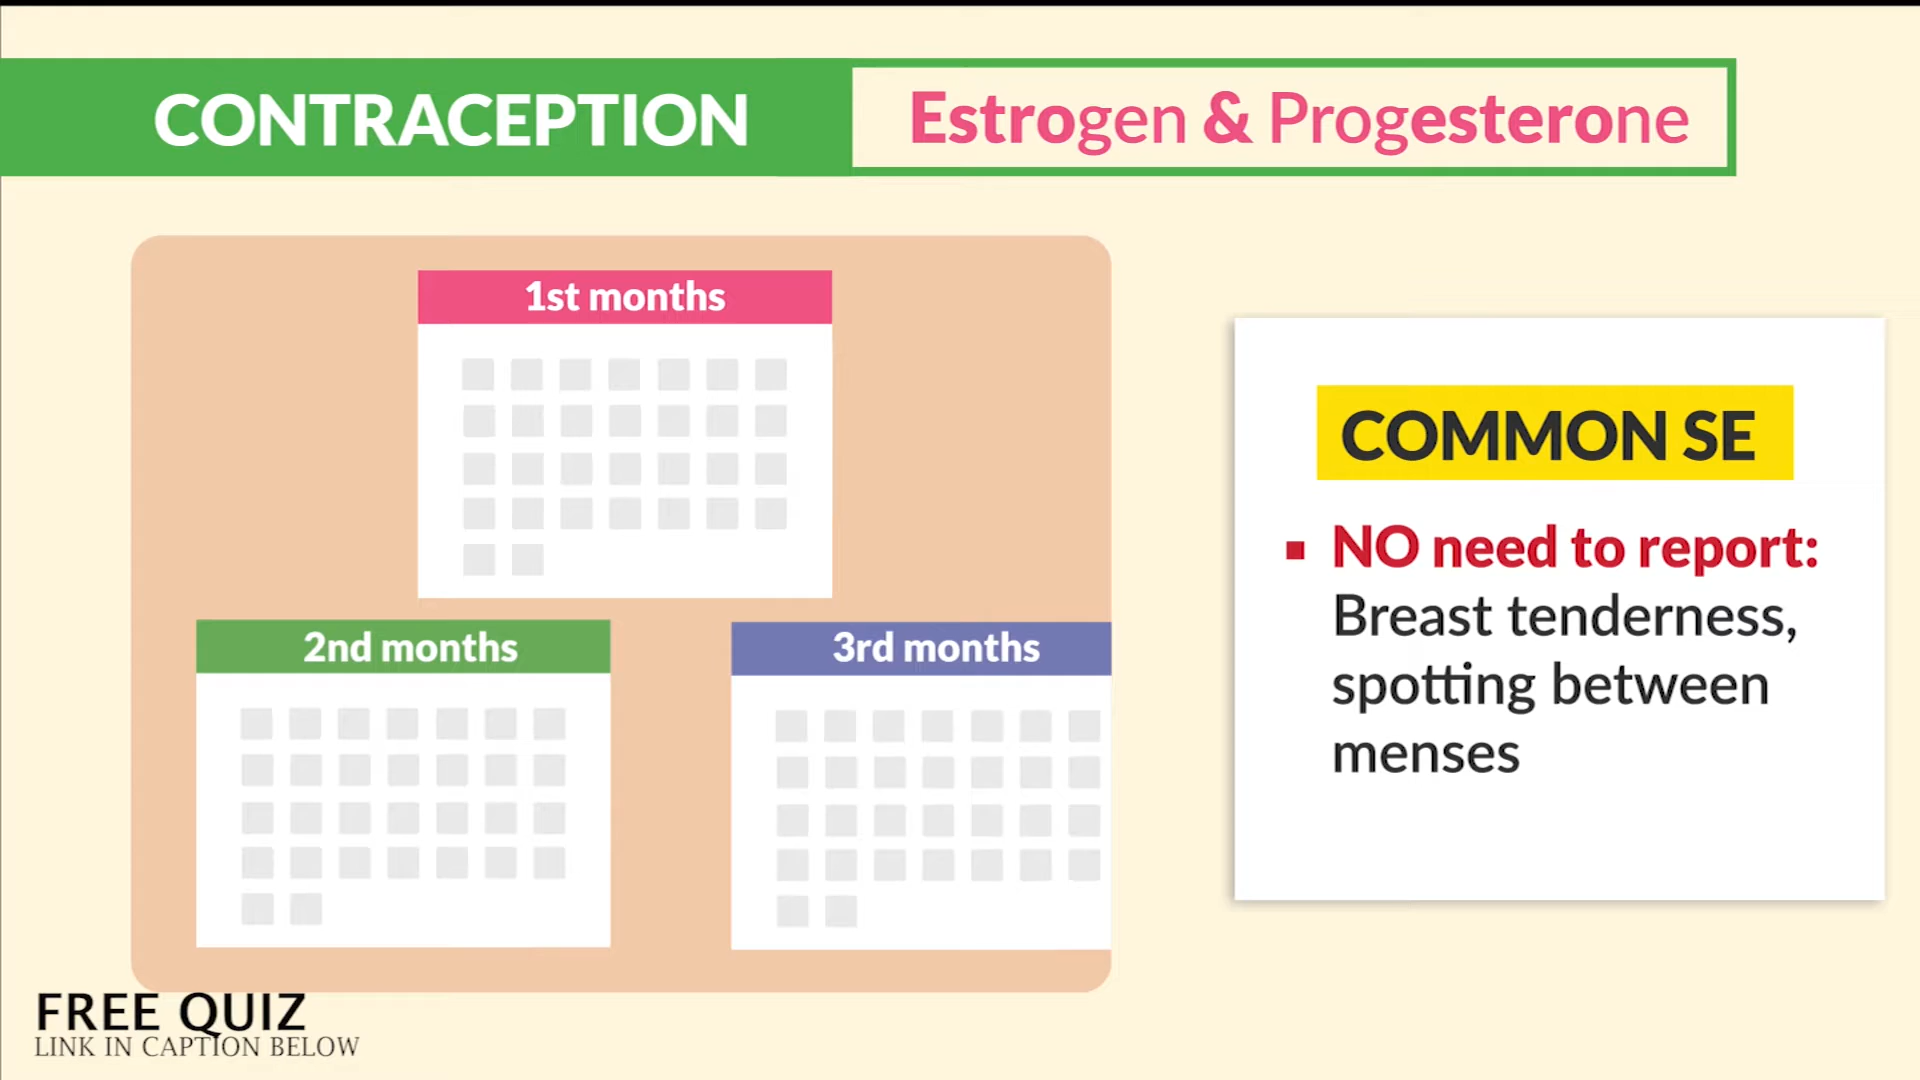 CONTRACEPTION
Estrogen & Progesterone
1st months
2nd months
3rd months
COMMON SE
▪ NO need to report:
Breast tenderness,
spotting between
menses
FREE QUIZ
LINK IN CAPTION BELOW